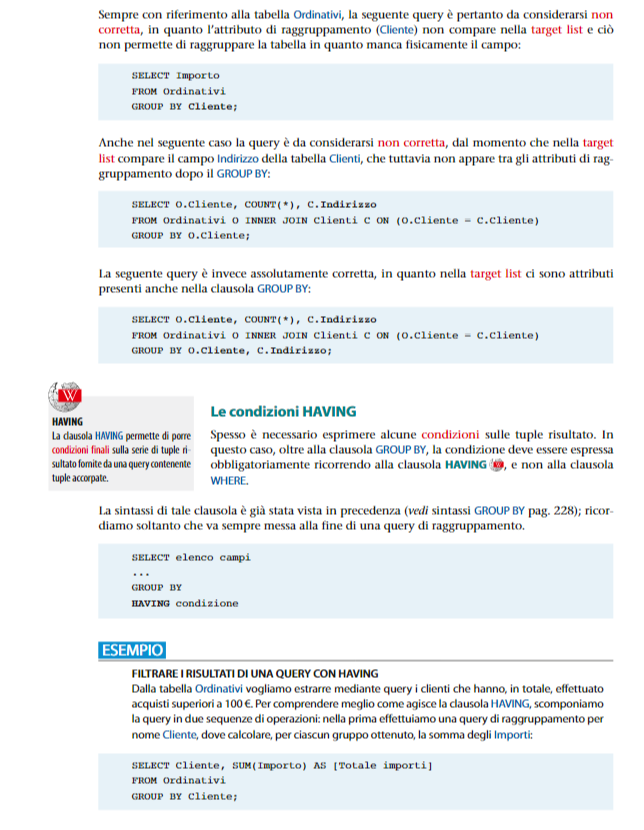 Sempre con riferimento alla tabella Ordinativi, la seguente query è pertanto da considerarsi non
corretta, in quanto l'attributo di raggruppamento (Cliente) non compare nella target list e ciò
non permette di raggruppare la tabella in quanto manca fisicamente il campo:
SELECT Importo
FROM Ordinativi
GROUP BY Cliente;
Anche nel seguente caso la query è da considerarsi non corretta, dal momento che nella target
list compare il campo Indirizzo della tabella Clienti, che tuttavia non appare tra gli attributi di rag-
gruppamento dopo il GROUP BY:
SELECT O.Cliente, COUNT(*), C.Indirizzo
FROM Ordinativi O INNER JOIN Clienti C ON (O.Cliente = C.Cliente)
GROUP BY O.Cliente;
La seguente query è invece assolutamente corretta, in quanto nella target list ci sono attributi
presenti anche nella clausola GROUP BY:
SELECT O.Cliente, COUNT(*), C.Indirizzo
FROM Ordinativi O INNER JOIN Clienti C ON (O.Cliente = C.Cliente)
GROUP BY O.Cliente, C.Indirizzo;
W
HAVING
La clausola HAVING permette di porre
condizioni finali sulla serie di tuple ri-
sultato fornite da una query contenente
tuple accorpate.
Le condizioni HAVING
Spesso è necessario esprimere alcune condizioni sulle tuple risultato. In
questo caso, oltre alla clausola GROUP BY, la condizione deve essere espressa
obbligatoriamente ricorrendo alla clausola HAVING W, e non alla clausola
WHERE.
La sintassi di tale clausola è già stata vista in precedenza (vedi sintassi GROUP BY pag. 228); ricor-
diamo soltanto che va sempre messa alla fine di una query di raggruppamento.
SELECT elenco campi
...
GROUP BY
HAVING condizione
ESEMPIO
FILTRARE I RISULTATI DI UNA QUERY CON HAVING
Dalla tabella Ordinativi vogliamo estrarre mediante query i clienti che hanno, in totale, effettuato
acquisti superiori a 100 €. Per comprendere meglio come agisce la clausola HAVING, scomponiamo
la query in due sequenze di operazioni: nella prima effettuiamo una query di raggruppamento per
nome Cliente, dove calcolare, per ciascun gruppo ottenuto, la somma degli Importi:
SELECT Cliente, SUM(Importo) AS [Totale importi]
FROM Ordinativi
GROUP BY Cliente;